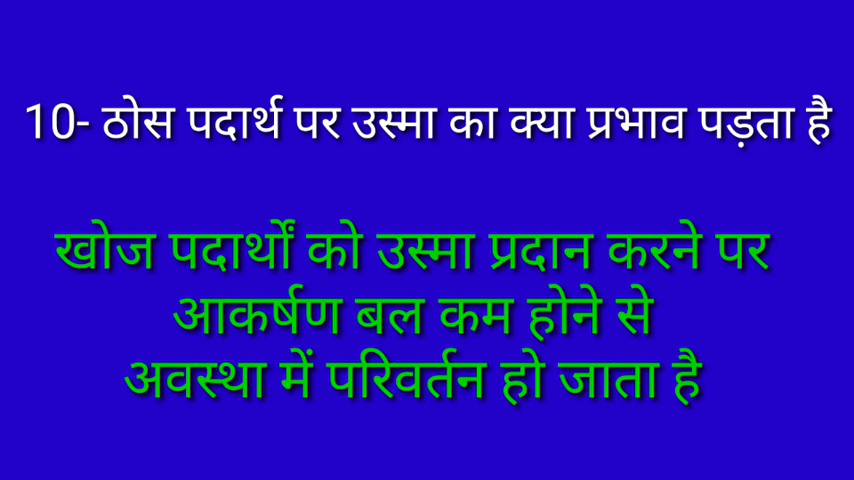 10- ठोस पदार्थ पर उस्मा का क्या प्रभाव पड़ता है
खोज पदार्थों को उस्मा प्रदान करने पर
आकर्षण बल कम होने से
अवस्था में परिवर्तन हो जाता है